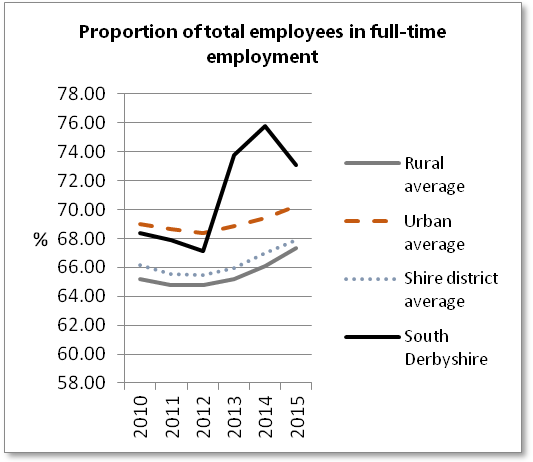 Proportion of total employees in full-time
employment
78.00
76.00
74.00
72.00
70.00
68.00
66.00
64.00
62.00
60.00
58.00
%
2010
2011
2012
2013
2014
2015
Rural
average
Urban
average
Shire district
average
South
Derbyshire